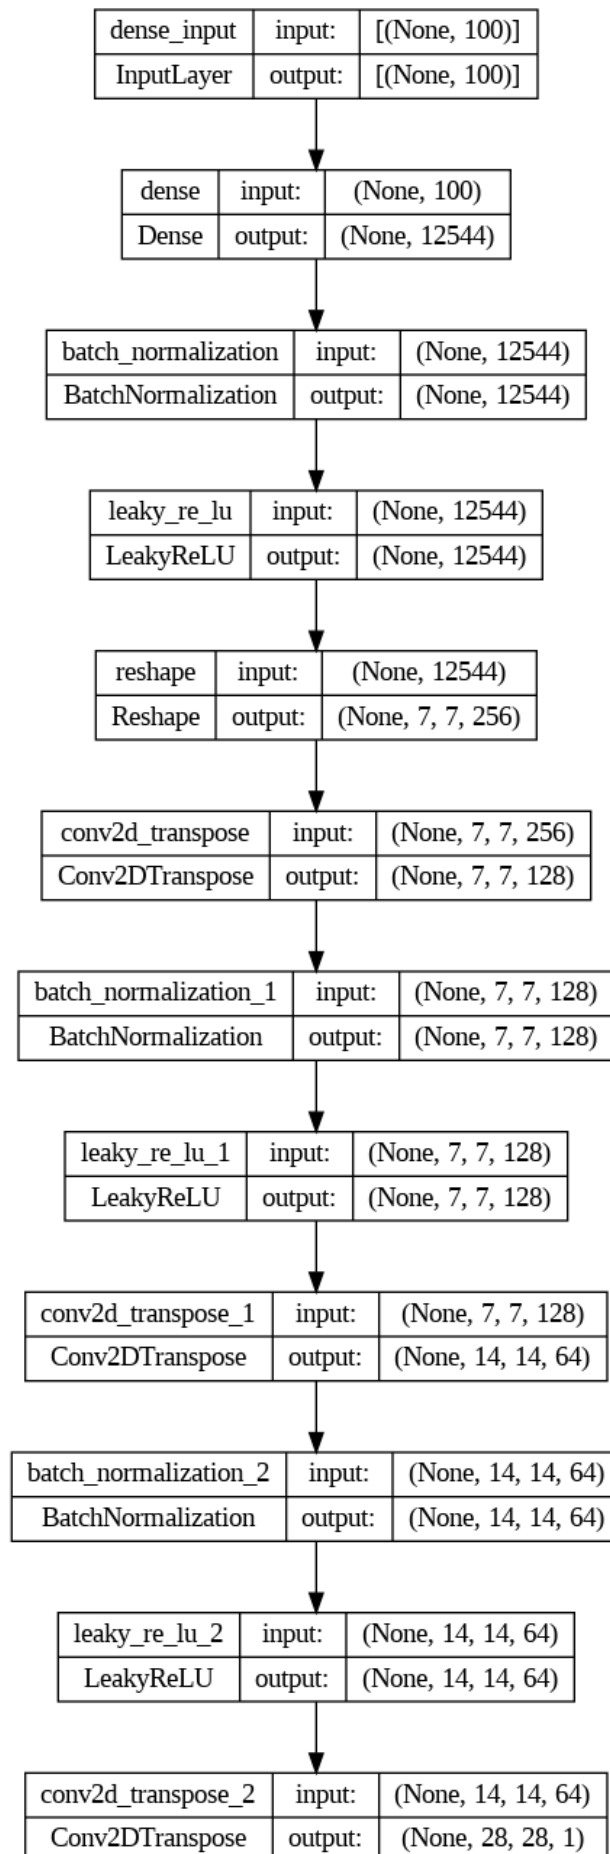 dense_input input: [(None, 100)]
InputLayer output: [(None, 100)]
dense input: (None, 100)
Dense output: (None, 12544)
batch_normalization input: (None, 12544)
BatchNormalization output: (None, 12544)
leaky_re_lu input: (None, 12544)
LeakyReLU output: (None, 12544)
reshape input: (None, 12544)
Reshape output: (None, 7, 7, 256)
conv2d_transpose input: (None, 7, 7, 256)
Conv2DTranspose output: (None, 7, 7, 128)
batch_normalization_1 input: (None, 7, 7, 128)
BatchNormalization output: (None, 7, 7, 128)
leaky_re_lu_1 input: (None, 7, 7, 128)
LeakyReLU output: (None, 7, 7, 128)
conv2d_transpose_1 input: (None, 7, 7, 128)
Conv2DTranspose output: (None, 14, 14, 64)
batch_normalization_2 input: (None, 14, 14, 64)
BatchNormalization output: (None, 14, 14, 64)
leaky_re_lu_2 input: (None, 14, 14, 64)
LeakyReLU output: (None, 14, 14, 64)
conv2d_transpose_2 input: (None, 14, 14, 64)
Conv2DTranspose output: (None, 28, 28, 1)